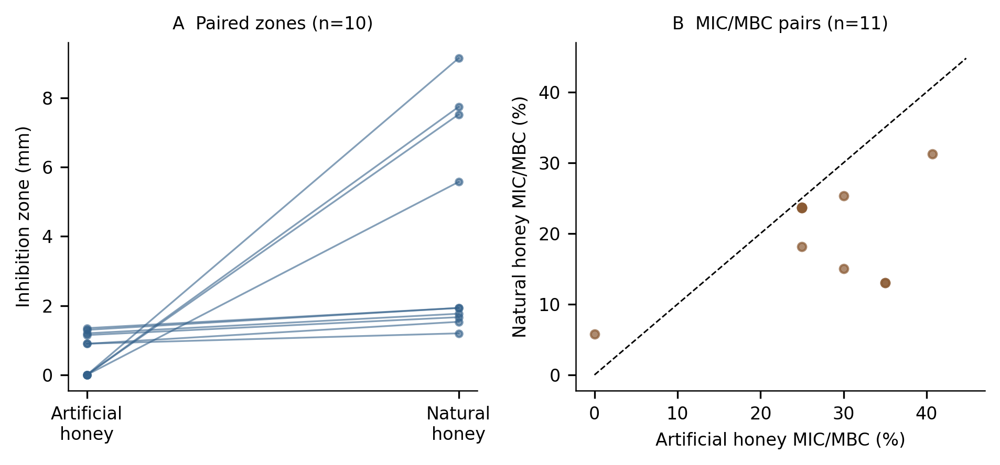 A  Paired zones (n=10)
Inhibition zone (mm)
8
6
4
2
0
Artificial
honey
Natural
honey
B  MIC/MBC pairs (n=11)
Natural honey MIC/MBC (%)
40
30
20
10
0
0
10
20
30
40
Artificial honey MIC/MBC (%)